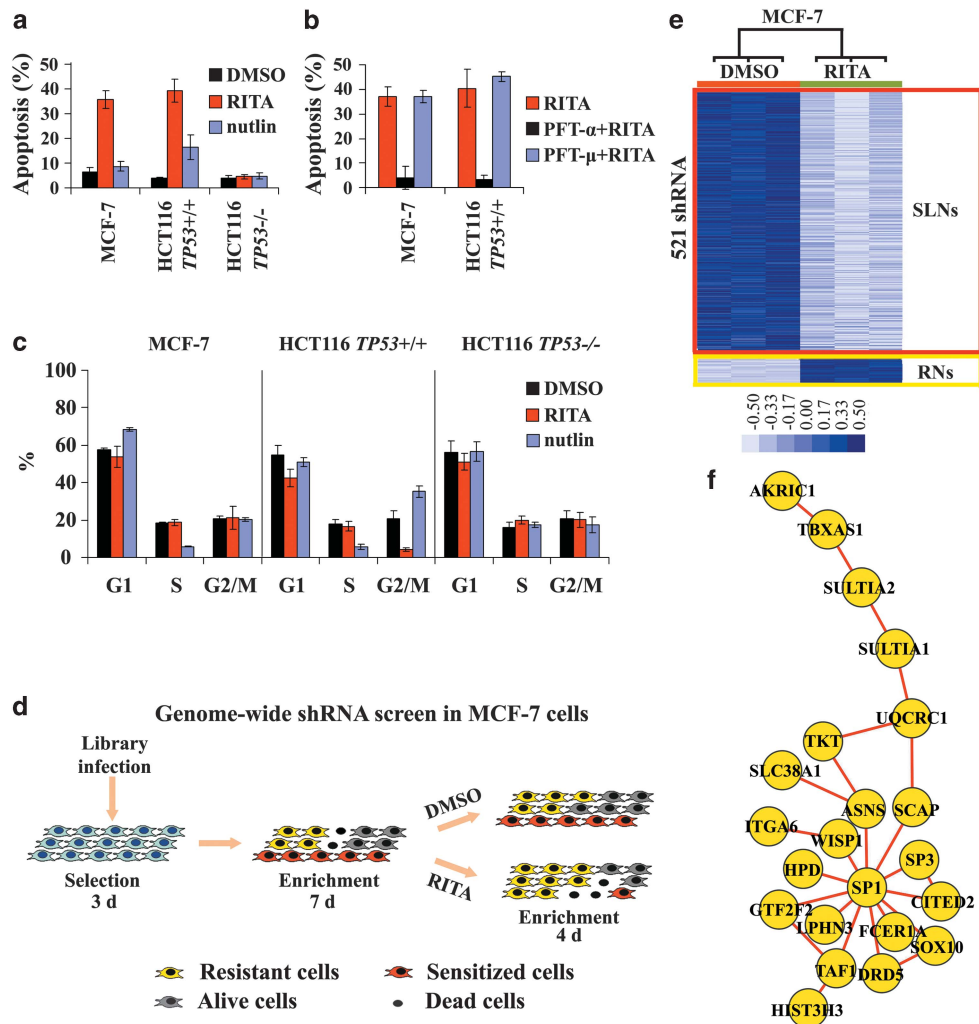 a
Apoptosis (%)
50
40
30
20
10
0
DMSO
RITA
nutlin
MCF-7
HCT116
TP53+/+
HCT116
TP53-/-
b
Apoptosis (%)
50
40
30
20
10
0
RITA
PFT-α+RITA
PFT-μ+RITA
MCF-7
HCT116
TP53+/+
c
MCF-7
HCT116 TP53+/+
HCT116 TP53-/-
%
100
80
60
40
20
0
DMSO
RITA
nutlin
G1 S G2/M G1 S G2/M G1 S G2/M
d
Genome-wide shRNA screen in MCF-7 cells
Library
infection
Selection
3 d
Enrichment
7 d
DMSO
RITA
Enrichment
4 d
Resistant cells
Sensitized cells
Alive cells
Dead cells
e
MCF-7
DMSO RITA
521 shRNA
SLNs
RNs
-0.50
-0.33
-0.17
0.00
0.17
0.33
0.50
f
AKRIC1
TBXAS1
SULTIA2
SULTIA1
UQCRC1
TKT
SLC38A1
ASNS
SCAP
ITGA6
WISP1
SP3
HPD
SP1
CITED2
GTF2F2
LPHN3
FCER1A
SOX10
TAF1
DRD5
HIST3H3